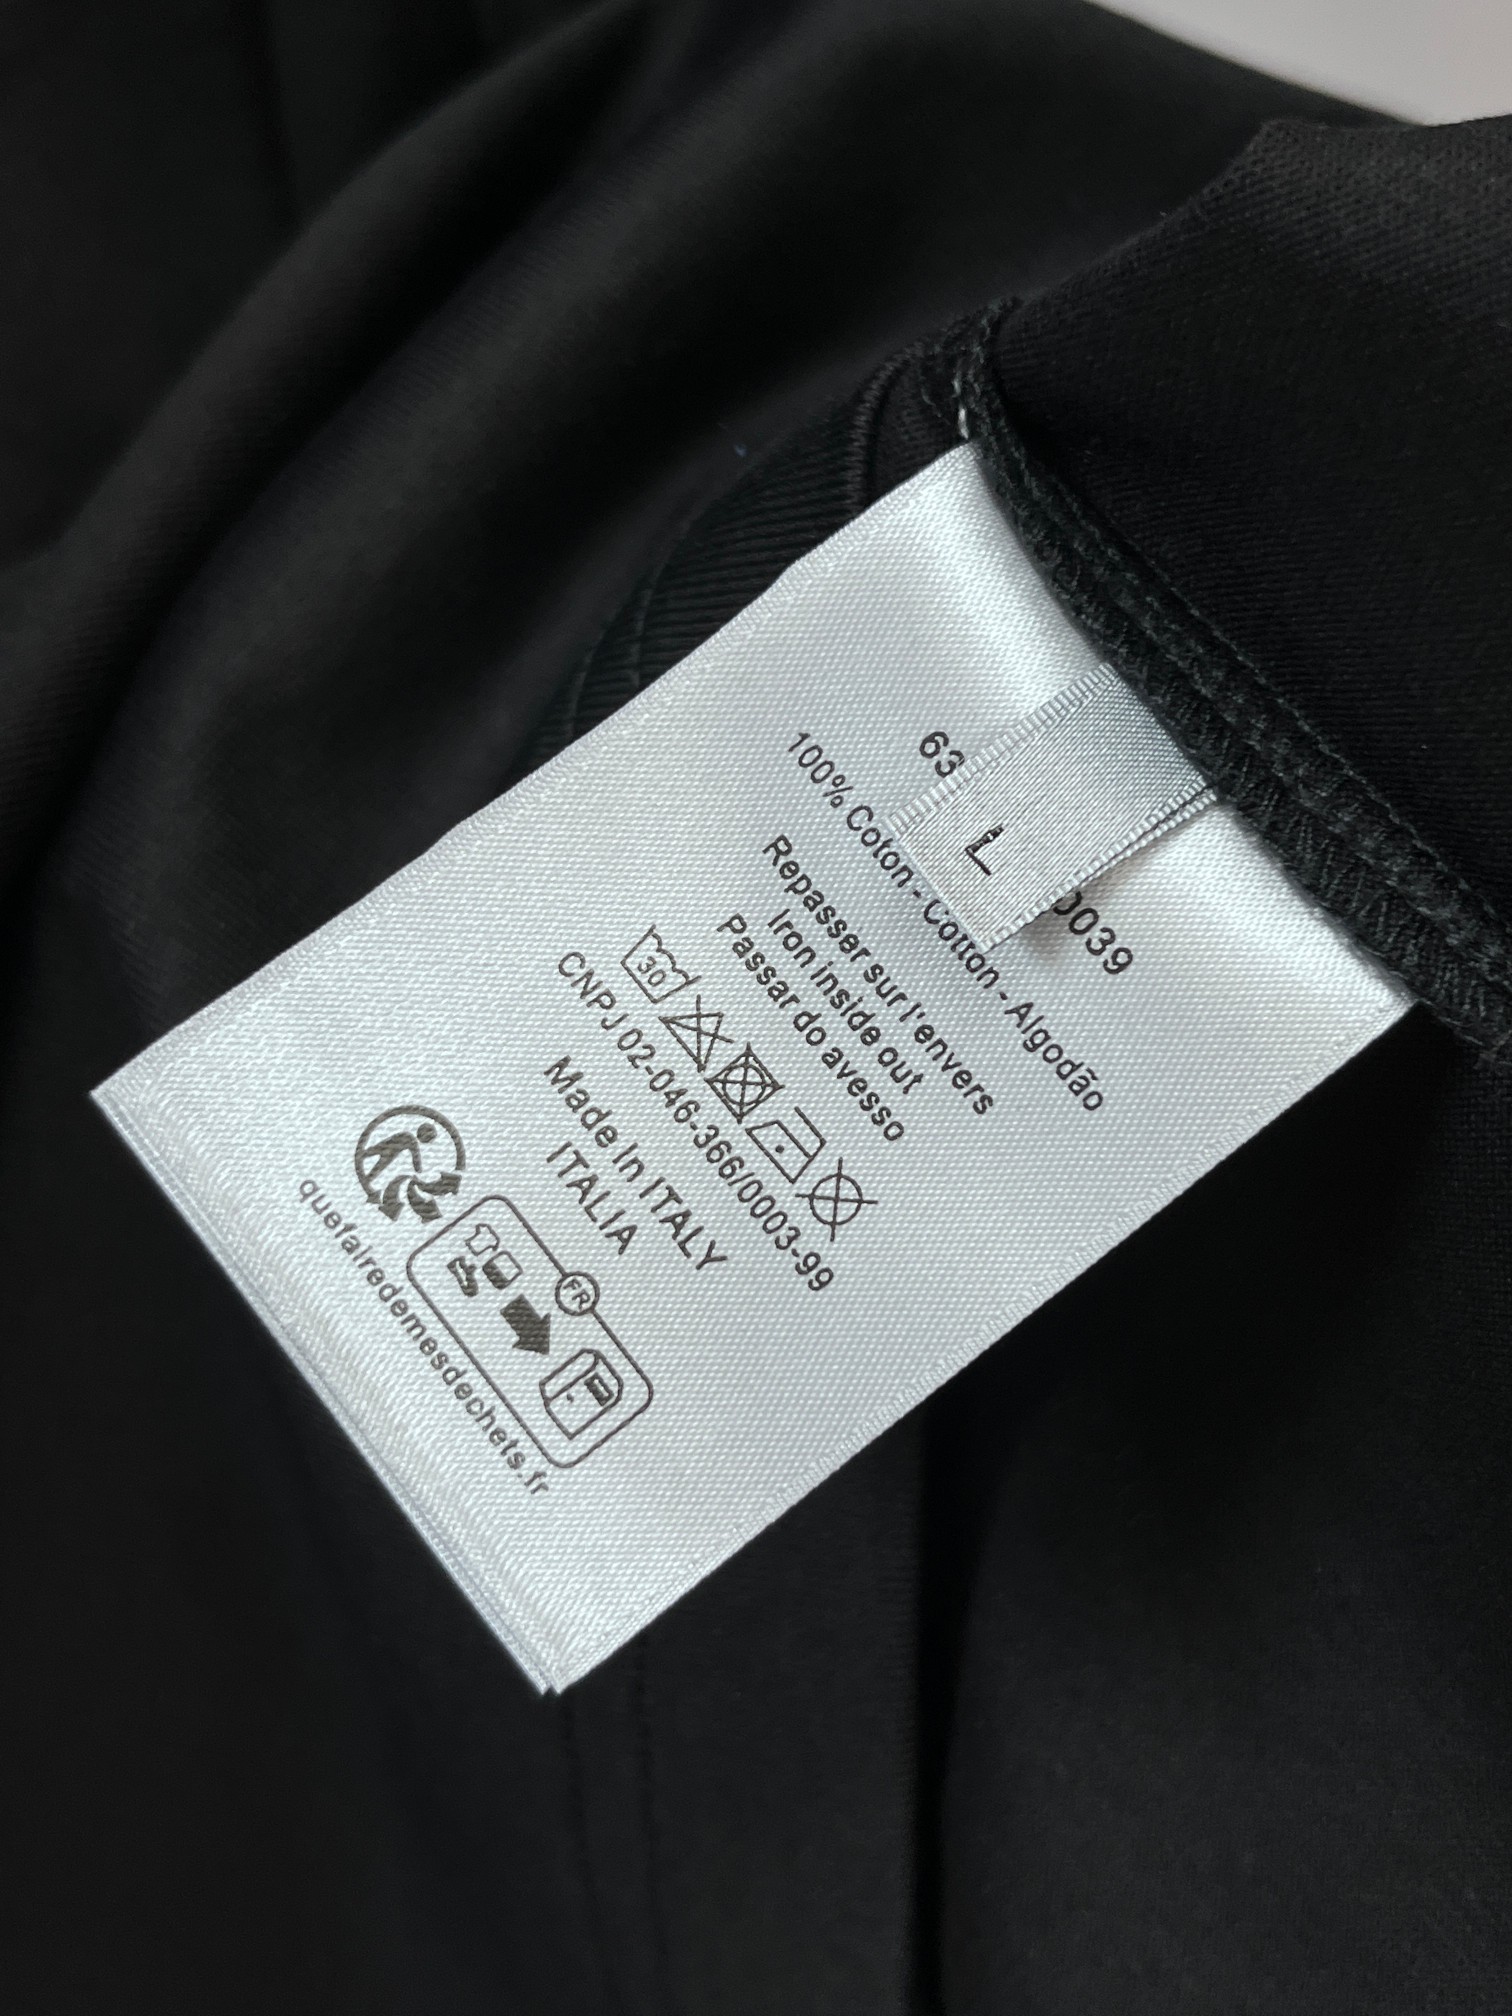 L
63
0039
100% Coton - Cotton - Algodão
Repasser sur l'envers
Iron inside out
Passar do avesso
30
CNPJ 02-046-366/0003-99
Made In ITALY
ITALIA
FR
quefairedemesdechets.fr